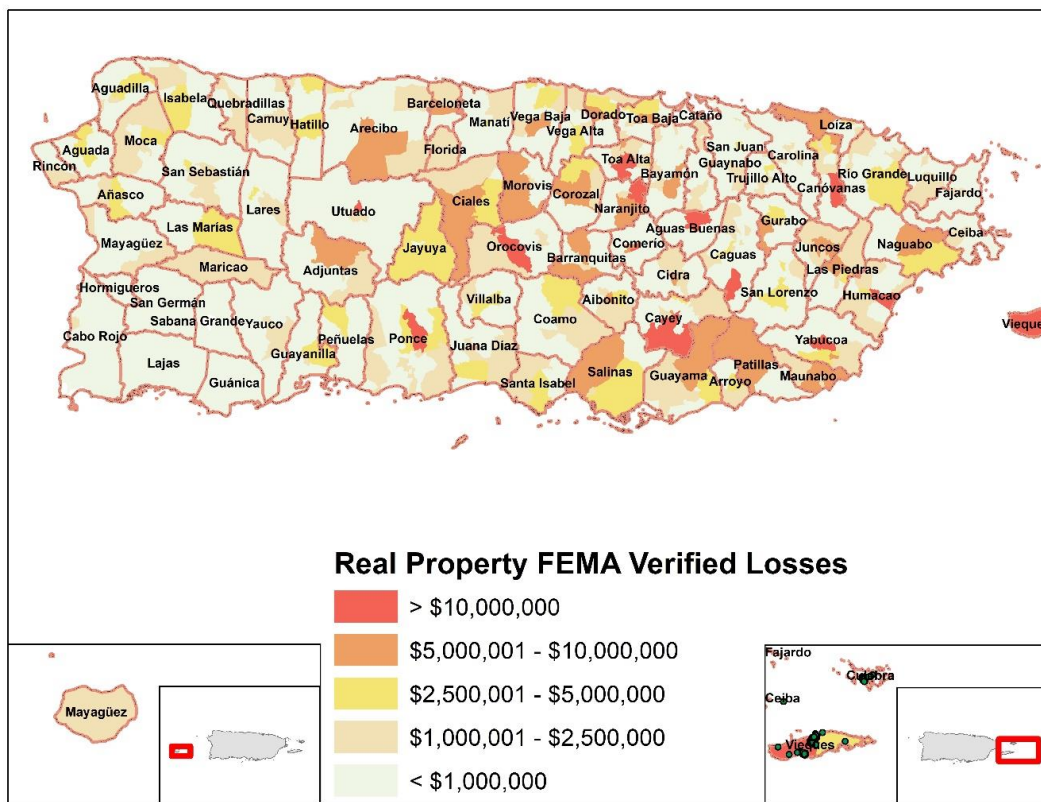 Aguadilla
Isabela
Quebradillas
Camuy
Hatillo
Arecibo
Barceloneta
Manatí
Vega Baja
Vega Alta
Dorado
Toa Baja
Cataño
San Juan
Guaynabo
Carolina
Loíza
Rincón
Aguada
Moca
San Sebastián
Florida
Morovis
Corozal
Toa Alta
Bayamón
Naranjito
Trujillo Alto
Canóvanas
Río Grande
Luquillo
Fajardo
Añasco
Lares
Utuado
Ciales
Las Marías
Jayuya
Orocovis
Barranquitas
Comerío
Aguas Buenas
Gurabo
Caguas
Juncos
Naguabo
Ceiba
Mayagüez
Maricao
Adjuntas
Cidra
Las Piedras
Hormigueros
San Germán
Sabana Grande
Villalba
Aibonito
San Lorenzo
Humacao
Cabo Rojo
Yauco
Guayanilla
Peñuelas
Ponce
Juana Díaz
Coamo
Cayey
Yabucoa
Vieque
Lajas
Guánica
Santa Isabel
Salinas
Guayama
Arroyo
Patillas
Maunabo
Real Property FEMA Verified Losses
> $10,000,000
$5,000,001 - $10,000,000
$2,500,001 - $5,000,000
$1,000,001 - $2,500,000
< $1,000,000
Mayagüez
Fajardo
Culebra
Ceiba
Vieques